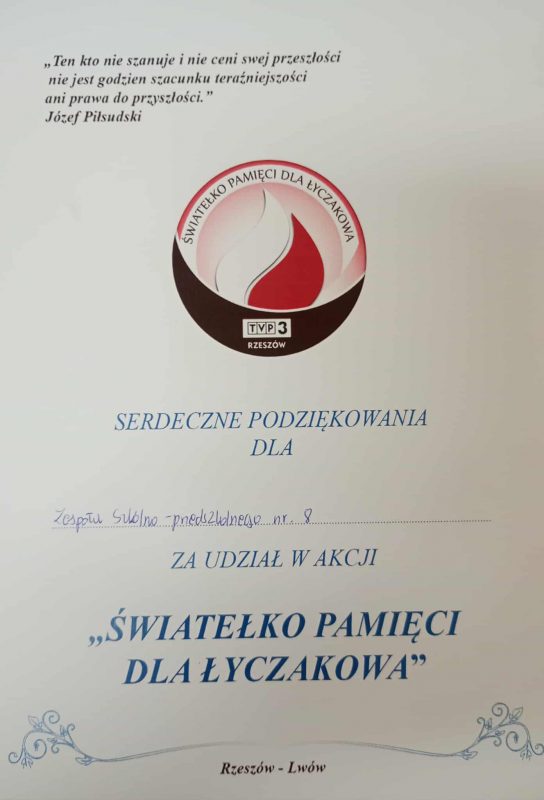 „Ten kto nie szanuje i nie ceni swej przeszłości
nie jest godzien szacunku teraźniejszości
ani prawa do przyszłości.”
Józef Piłsudski
ŚWIATEŁKO PAMIĘCI DLA ŁYCZAKOWA
TVP3
RZESZÓW
SERDECZNE PODZIĘKOWANIA
DLA
Zespołu Szkolno-przedszkolnego nr. 8
ZA UDZIAŁ W AKCJI
„ŚWIATEŁKO PAMIĘCI
DLA ŁYCZAKOWA”
Rzeszów - Lwów